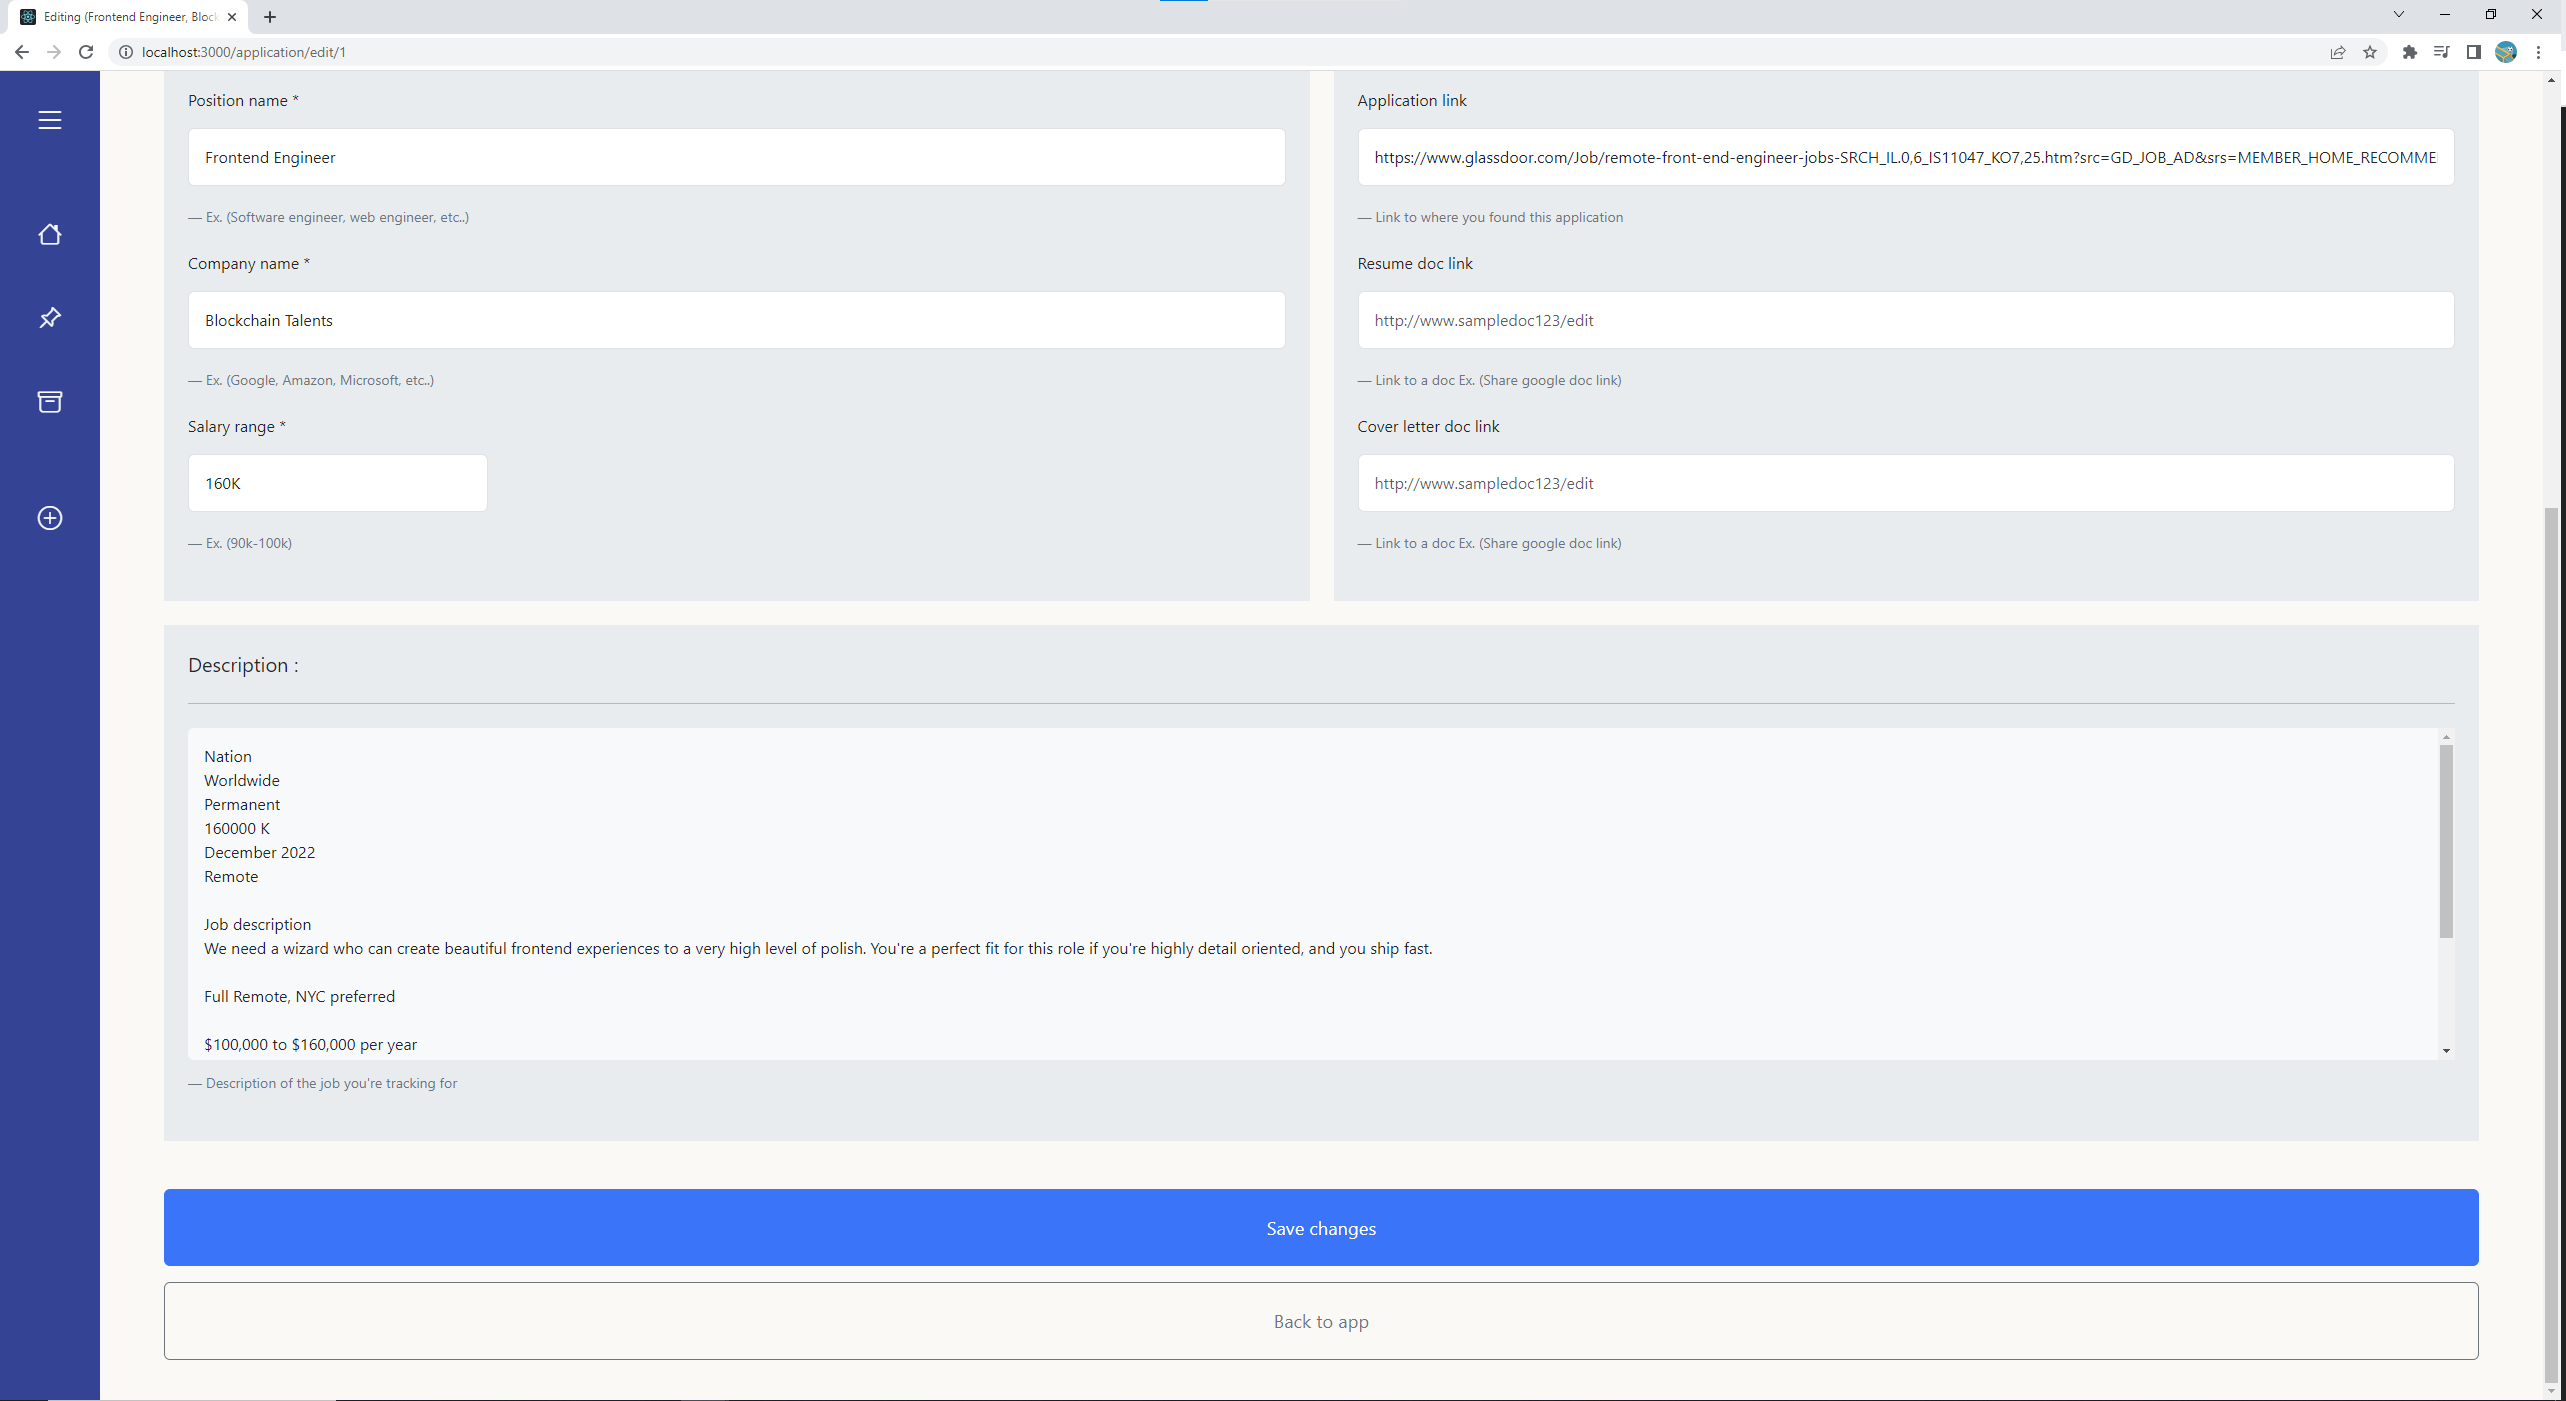 Editing (Frontend Engineer, Block
localhost:3000/application/edit/1
Position name *
Frontend Engineer
— Ex. (Software engineer, web engineer, etc..)
Company name *
Blockchain Talents
— Ex. (Google, Amazon, Microsoft, etc..)
Salary range *
160K
— Ex. (90k-100k)
Application link
https://www.glassdoor.com/Job/remote-front-end-engineer-jobs-SRCH_IL.0,6_IS11047_KO7,25.htm?src=GD_JOB_AD&srs=MEMBER_HOME_RECOMME
— Link to where you found this application
Resume doc link
http://www.sampledoc123/edit
— Link to a doc Ex. (Share google doc link)
Cover letter doc link
http://www.sampledoc123/edit
— Link to a doc Ex. (Share google doc link)
Description :
Nation
Worldwide
Permanent
160000 K
December 2022
Remote
Job description
We need a wizard who can create beautiful frontend experiences to a very high level of polish. You're a perfect fit for this role if you're highly detail oriented, and you ship fast.
Full Remote, NYC preferred
$100,000 to $160,000 per year
— Description of the job you're tracking for
Save changes
Back to app